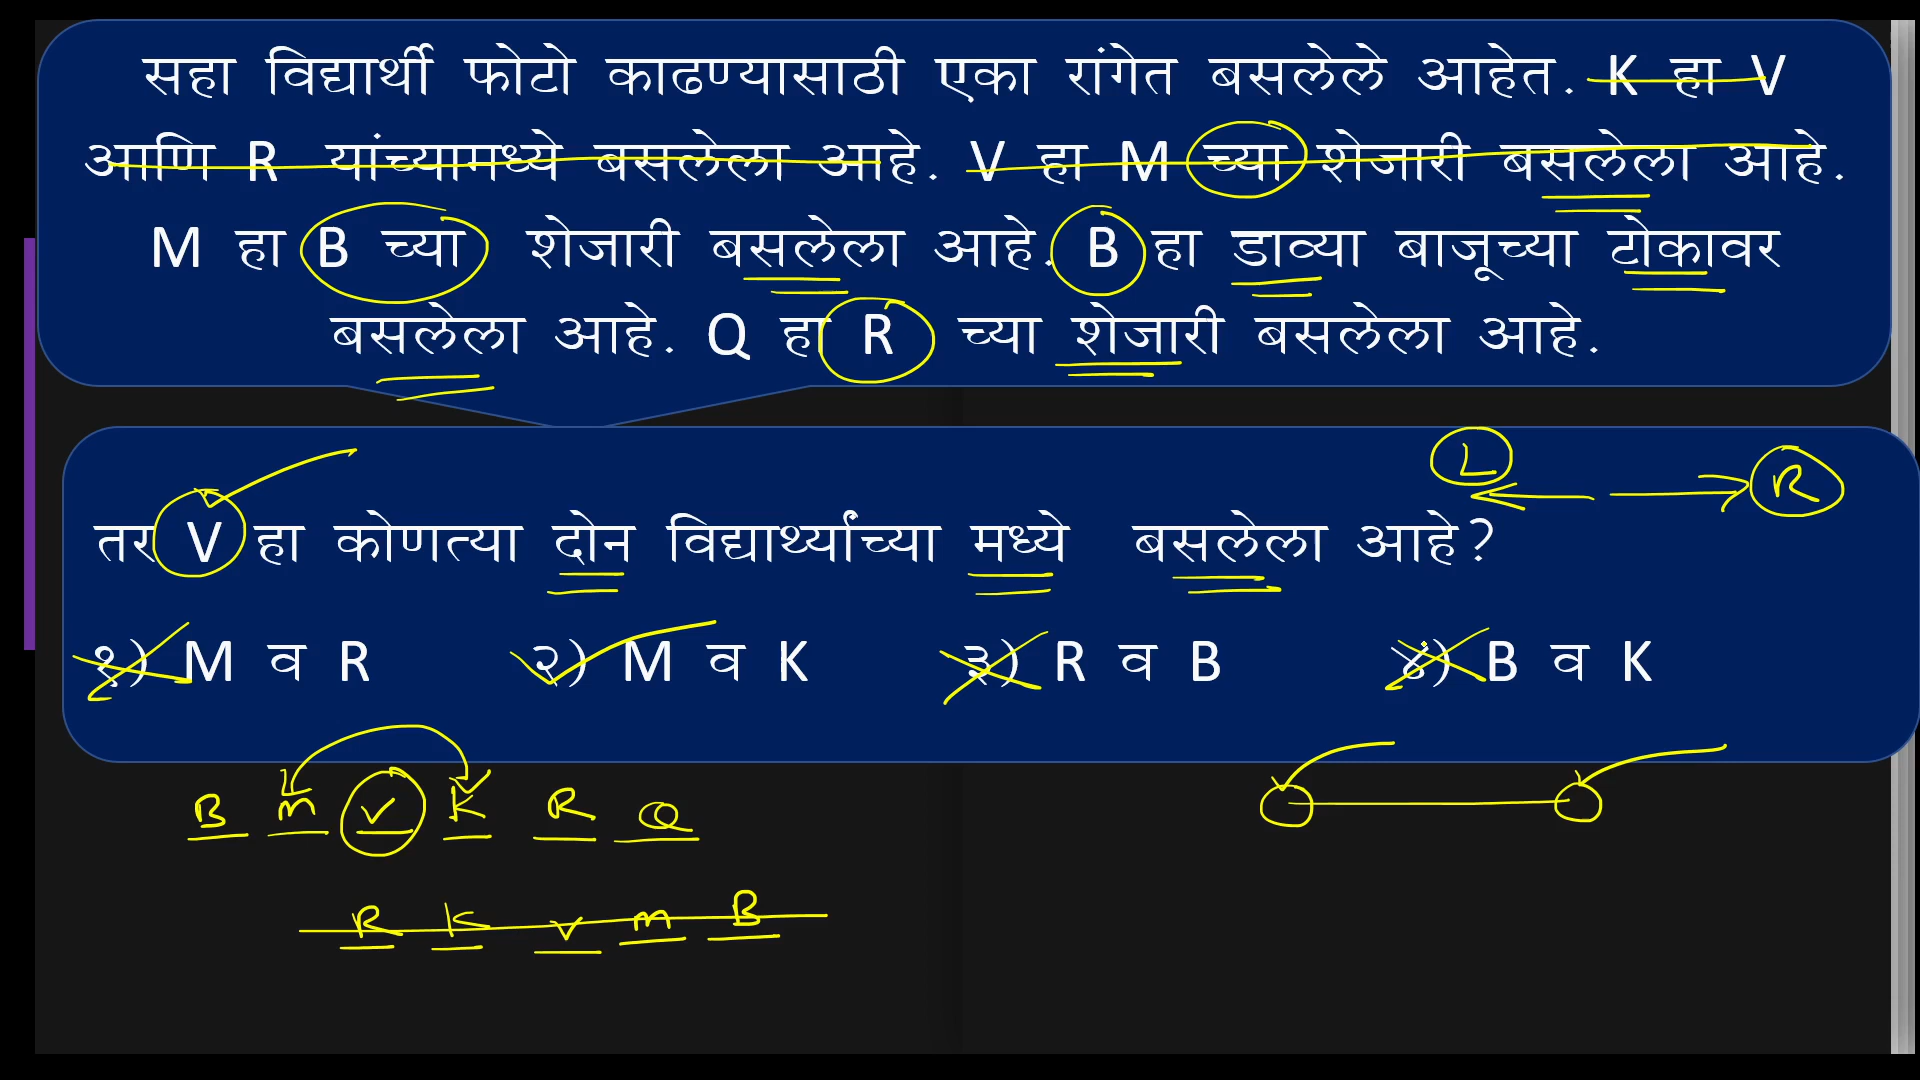 सहा विद्यार्थी फोटो काढण्यासाठी एका रांगेत बसलेले आहेत. K हा V
आणि R यांच्यामध्ये बसलेला आहे. V हा M च्या शेजारी बसलेला आहे.
M हा B च्या शेजारी बसलेला आहे. B हा डाव्या बाजूच्या टोकावर
बसलेला आहे. Q हा R च्या शेजारी बसलेला आहे.
L R
तर V हा कोणत्या दोन विद्यार्थ्यांच्या मध्ये बसलेला आहे?
१) M व R २) M व K ३) R व B ४) B व K
B m V K R Q
R K V m B